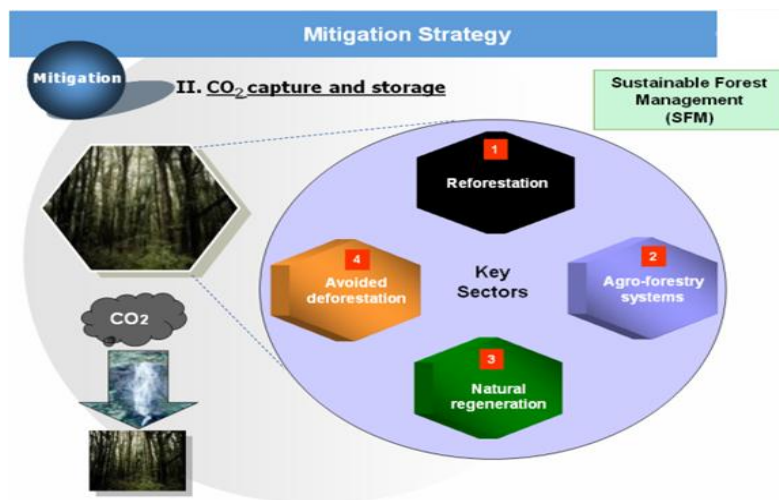 Mitigation Strategy
Mitigation
II. CO2 capture and storage
Sustainable Forest
Management
(SFM)
1
Reforestation
2
Agro-forestry
systems
Key
Sectors
4
Avoided
deforestation
3
Natural
regeneration
CO2